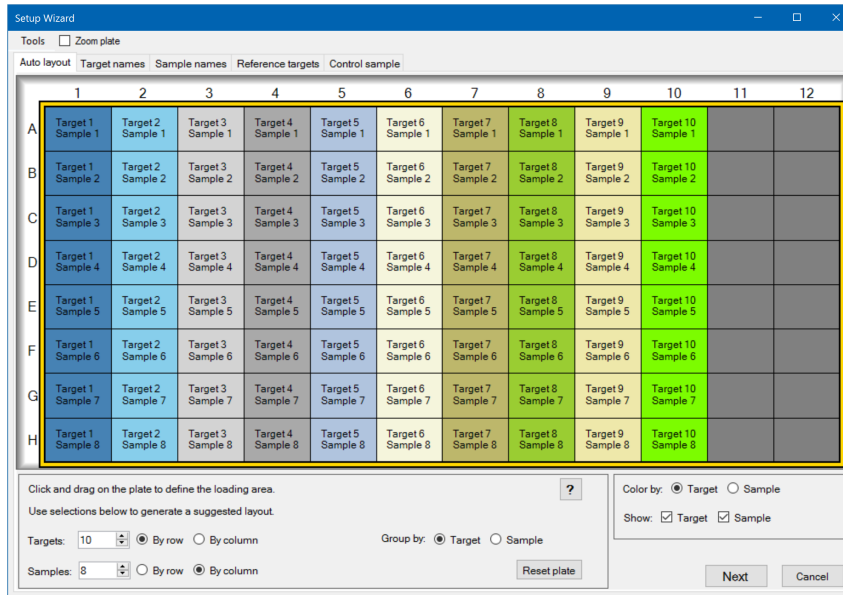 Setup Wizard
Tools Zoom plate
Auto layout Target names Sample names Reference targets Control sample
1 2 3 4 5 6 7 8 9 10 11 12
A
Target 1 Target 2 Target 3 Target 4 Target 5 Target 6 Target 7 Target 8 Target 9 Target 10
Sample 1 Sample 1 Sample 1 Sample 1 Sample 1 Sample 1 Sample 1 Sample 1 Sample 1 Sample 1
B
Target 1 Target 2 Target 3 Target 4 Target 5 Target 6 Target 7 Target 8 Target 9 Target 10
Sample 2 Sample 2 Sample 2 Sample 2 Sample 2 Sample 2 Sample 2 Sample 2 Sample 2 Sample 2
C
Target 1 Target 2 Target 3 Target 4 Target 5 Target 6 Target 7 Target 8 Target 9 Target 10
Sample 3 Sample 3 Sample 3 Sample 3 Sample 3 Sample 3 Sample 3 Sample 3 Sample 3 Sample 3
D
Target 1 Target 2 Target 3 Target 4 Target 5 Target 6 Target 7 Target 8 Target 9 Target 10
Sample 4 Sample 4 Sample 4 Sample 4 Sample 4 Sample 4 Sample 4 Sample 4 Sample 4 Sample 4
E
Target 1 Target 2 Target 3 Target 4 Target 5 Target 6 Target 7 Target 8 Target 9 Target 10
Sample 5 Sample 5 Sample 5 Sample 5 Sample 5 Sample 5 Sample 5 Sample 5 Sample 5 Sample 5
F
Target 1 Target 2 Target 3 Target 4 Target 5 Target 6 Target 7 Target 8 Target 9 Target 10
Sample 6 Sample 6 Sample 6 Sample 6 Sample 6 Sample 6 Sample 6 Sample 6 Sample 6 Sample 6
G
Target 1 Target 2 Target 3 Target 4 Target 5 Target 6 Target 7 Target 8 Target 9 Target 10
Sample 7 Sample 7 Sample 7 Sample 7 Sample 7 Sample 7 Sample 7 Sample 7 Sample 7 Sample 7
H
Target 1 Target 2 Target 3 Target 4 Target 5 Target 6 Target 7 Target 8 Target 9 Target 10
Sample 8 Sample 8 Sample 8 Sample 8 Sample 8 Sample 8 Sample 8 Sample 8 Sample 8 Sample 8
Click and drag on the plate to define the loading area. ?
Use selections below to generate a suggested layout.
Targets: 10 By row By column Group by: Target Sample
Samples: 8 By row By column Reset plate
Color by: Target Sample
Show: Target Sample
Next Cancel